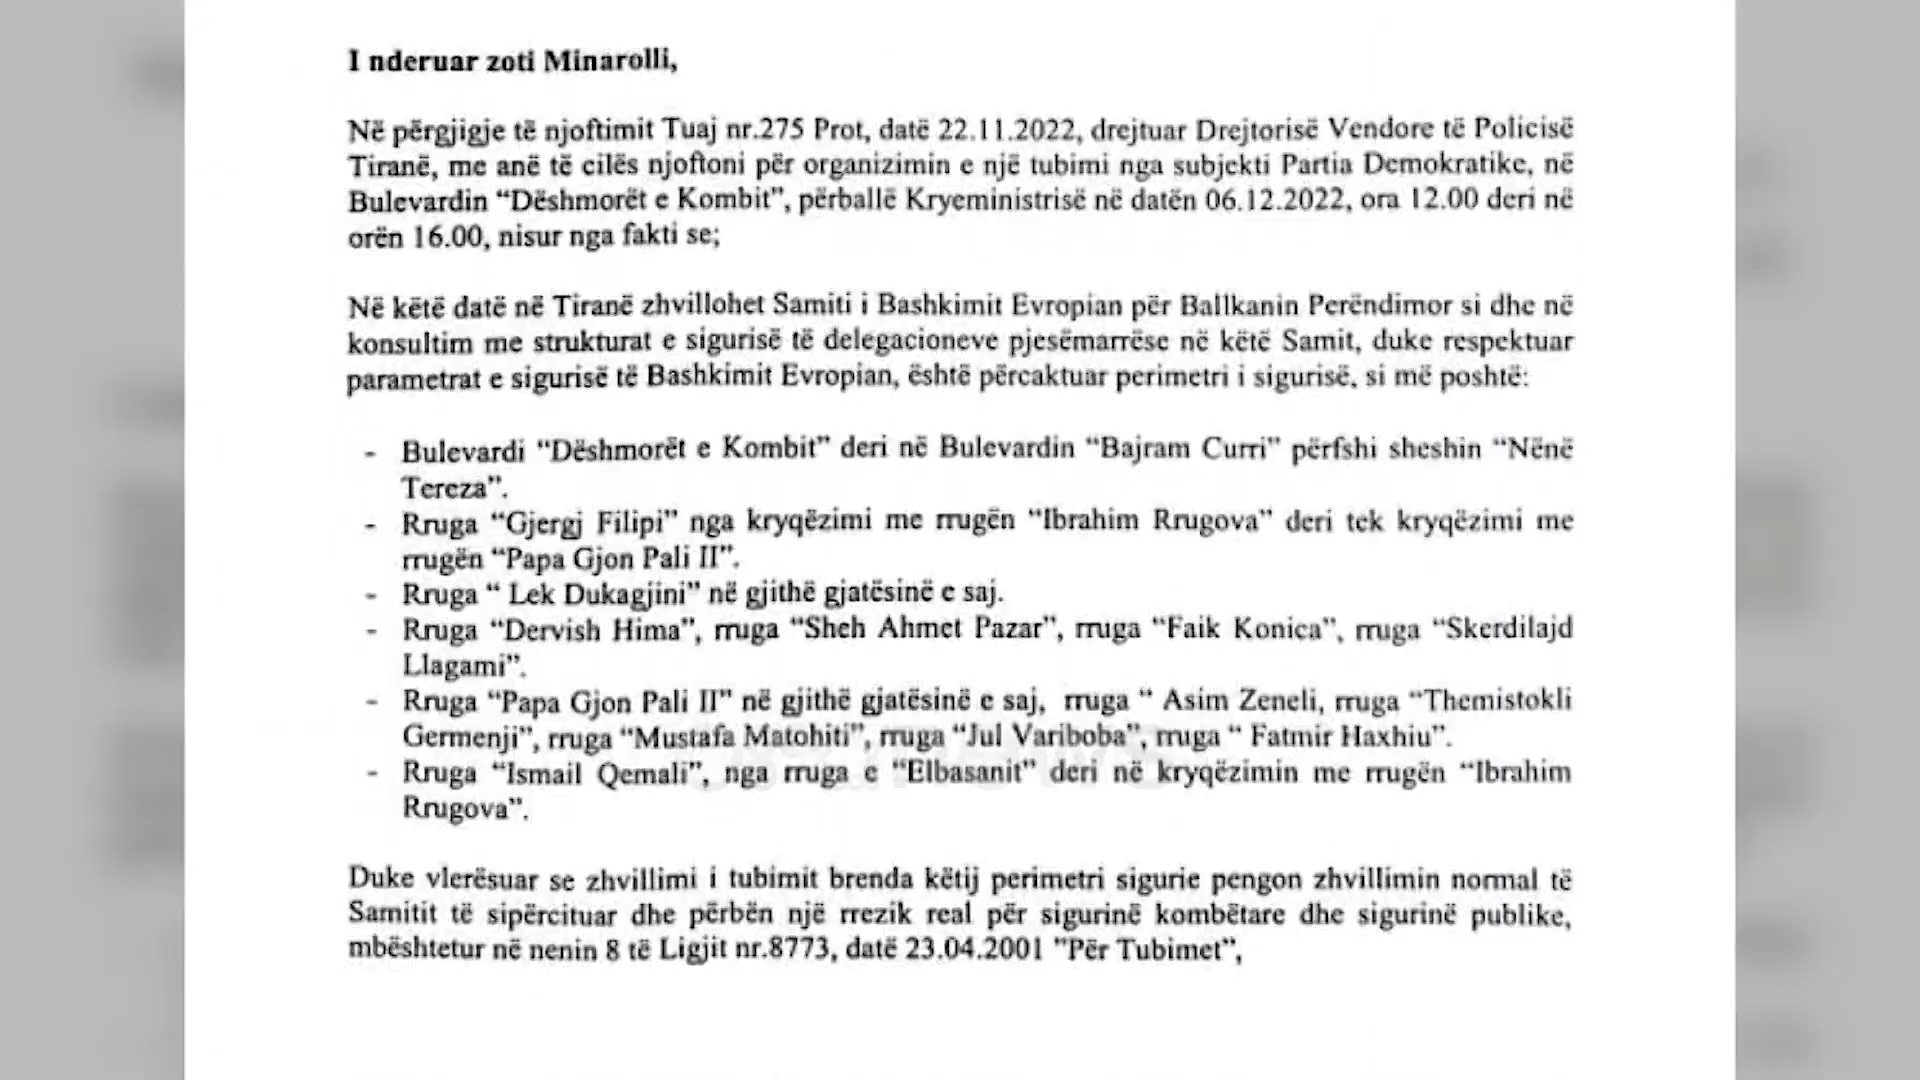 I nderuar zoti Minarolli,
Në përgjigje të njoftimit Tuaj nr.275 Prot, datë 22.11.2022, drejtuar Drejtorisë Vendore të Policisë
Tiranë, me anë të cilës njoftoni për organizimin e një tubimi nga subjekti Partia Demokratike, në
Bulevardin “Dëshmorët e Kombit”, përballë Kryeministrisë në datën 06.12.2022, ora 12.00 deri në
orën 16.00, nisur nga fakti se;
Në këtë datë në Tiranë zhvillohet Samiti i Bashkimit Evropian për Ballkanin Perëndimor si dhe në
konsultim me strukturat e sigurisë të delegacioneve pjesëmarrëse në këtë Samit, duke respektuar
parametrat e sigurisë të Bashkimit Evropian, është përcaktuar perimetri i sigurisë, si më poshtë:
- Bulevardi “Dëshmorët e Kombit” deri në Bulevardin “Bajram Curri” përfshi sheshin “Nënë
Tereza”.
- Rruga “Gjergj Filipi” nga kryqëzimi me rrugën “Ibrahim Rrugova” deri tek kryqëzimi me
rrugën “Papa Gjon Pali II”.
- Rruga “ Lek Dukagjini” në gjithë gjatësinë e saj.
- Rruga “Dervish Hima”, rruga “Sheh Ahmet Pazar”, rruga “Faik Konica”, rruga “Skerdilajd
Llagami”.
- Rruga “Papa Gjon Pali II” në gjithë gjatësinë e saj, rruga “ Asim Zeneli, rruga “Themistokli
Germenji”, rruga “Mustafa Matohiti”, rruga “Jul Variboba”, rruga “ Fatmir Haxhiu”.
- Rruga “Ismail Qemali”, nga rruga e “Elbasanit” deri në kryqëzimin me rrugën “Ibrahim
Rrugova”.
Duke vlerësuar se zhvillimi i tubimit brenda këtij perimetri sigurie pengon zhvillimin normal të
Samitit të sipërcituar dhe përbën një rrezik real për sigurinë kombëtare dhe sigurinë publike,
mbështetur në nenin 8 të Ligjit nr.8773, datë 23.04.2001 "Për Tubimet",